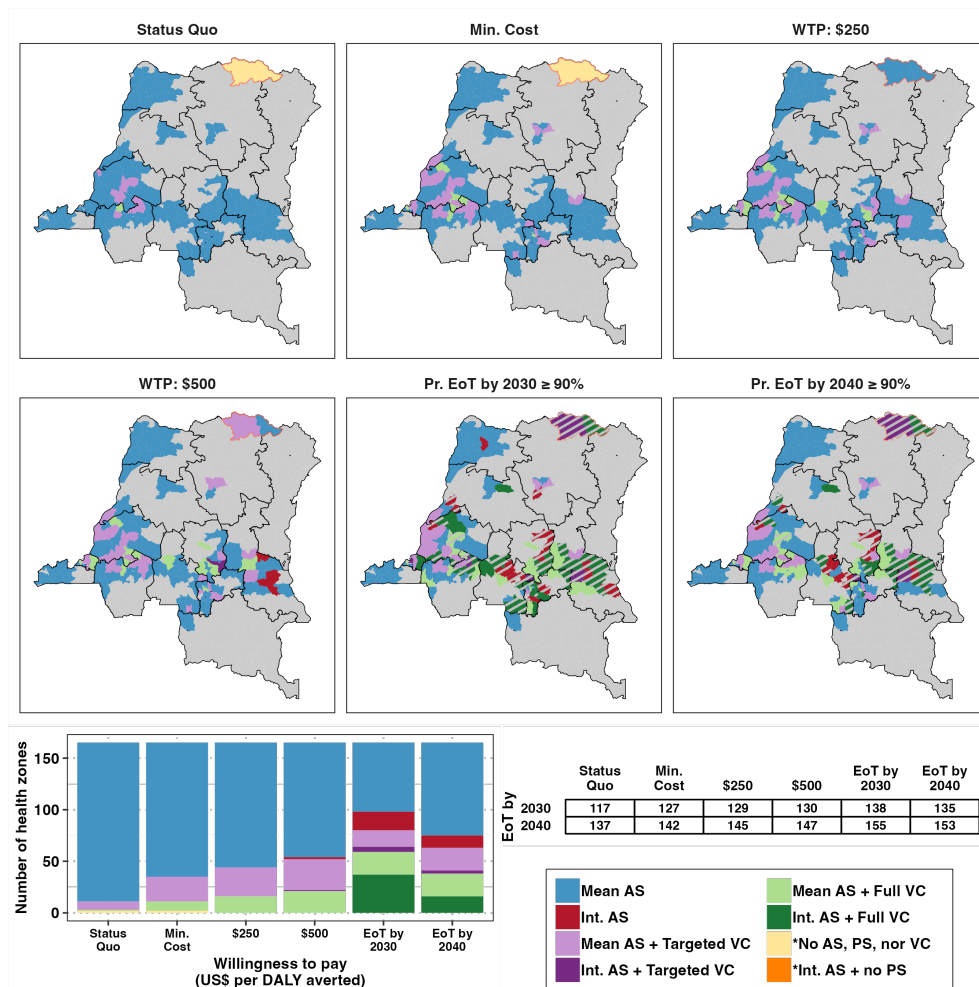 Status Quo
Min. Cost
WTP: $250
WTP: $500
Pr. EoT by 2030 ≥ 90%
Pr. EoT by 2040 ≥ 90%
Number of health zones
150
100
50
0
Status Quo
Min. Cost
$250
$500
EoT by 2030
EoT by 2040
Willingness to pay
(US$ per DALY averted)
Status Quo Min. Cost $250 $500 EoT by 2030 EoT by 2040
EoT by
2030 117 127 129 130 138 135
2040 137 142 145 147 155 153
Mean AS
Int. AS
Mean AS + Targeted VC
Int. AS + Targeted VC
Mean AS + Full VC
Int. AS + Full VC
*No AS, PS, nor VC
*Int. AS + no PS